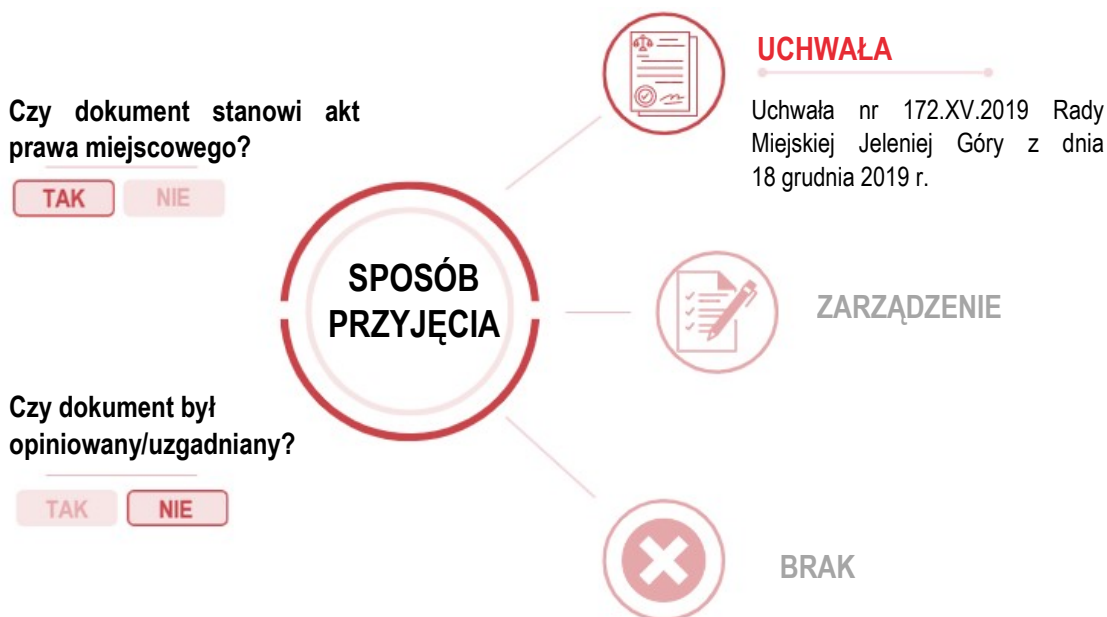 UCHWAŁA
Uchwała nr 172.XV.2019 Rady
Miejskiej Jeleniej Góry z dnia
18 grudnia 2019 r.
Czy dokument stanowi akt
prawa miejscowego?
TAK NIE
SPOSÓB
PRZYJĘCIA
ZARZĄDZENIE
Czy dokument był
opiniowany/uzgadniany?
TAK NIE
BRAK